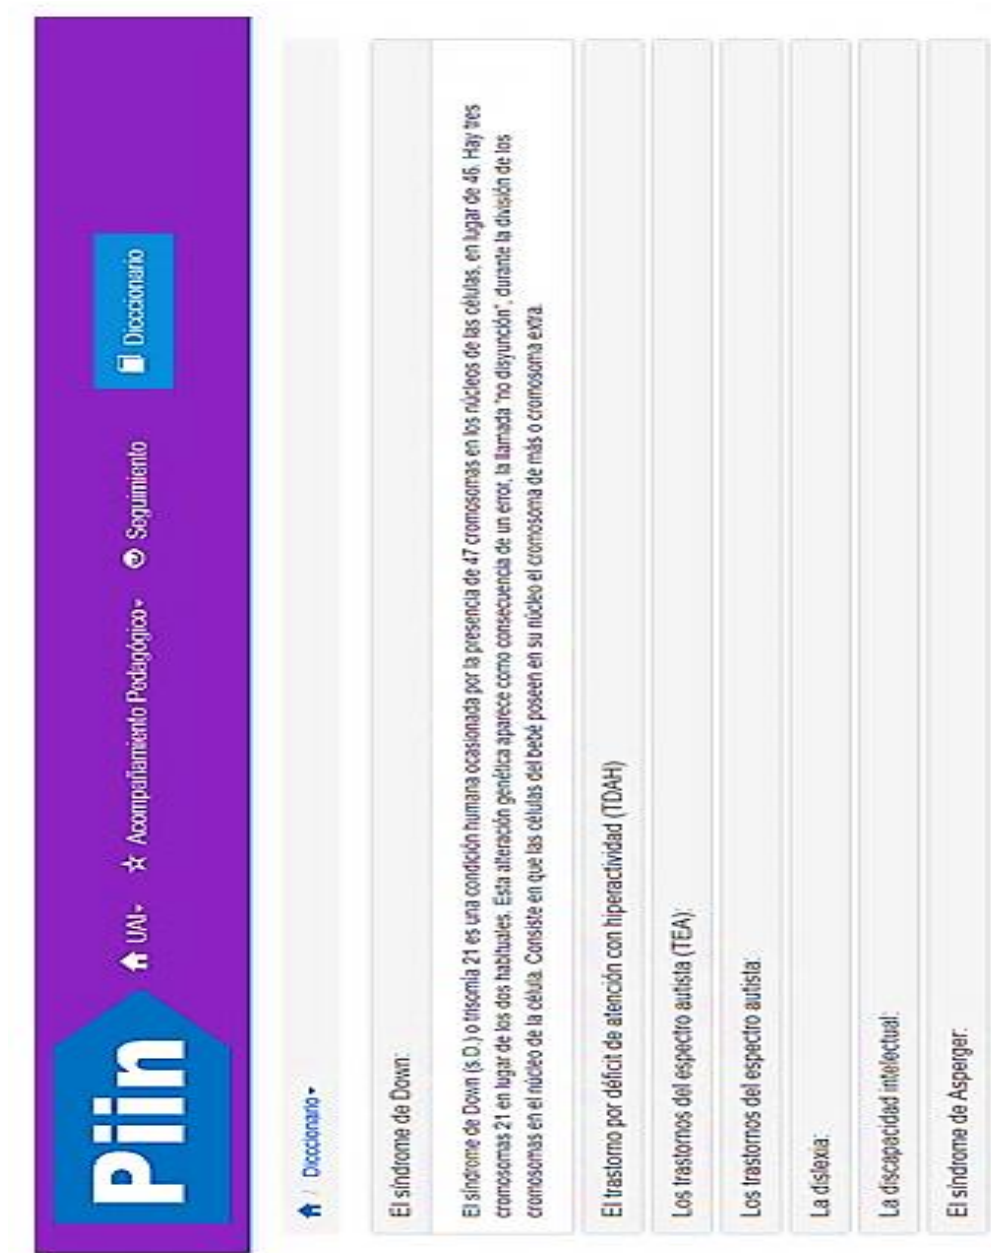 Piin
UAI
Acompañamiento Pedagógico
Seguimiento
Dicccionario
/ Dicccionario
El síndrome de Down:
El síndrome de Down (s.D.) o trisomía 21 es una condición humana ocasionada por la presencia de 47 cromosomas en los núcleos de las células, en lugar de 46. Hay tres
cromosomas 21 en lugar de los dos habituales. Esta alteración genética aparece como consecuencia de un error, la llamada "no disyunción", durante la división de los
cromosomas en el núcleo de la célula. Consiste en que las células del bebé poseen en su núcleo el cromosoma de más o cromosoma extra.
El trastorno por déficit de atención con hiperactividad (TDAH)
Los trastornos del espectro autista (TEA):
Los trastornos del espectro autista:
La dislexia:
La discapacidad intelectual:
El síndrome de Asperger: